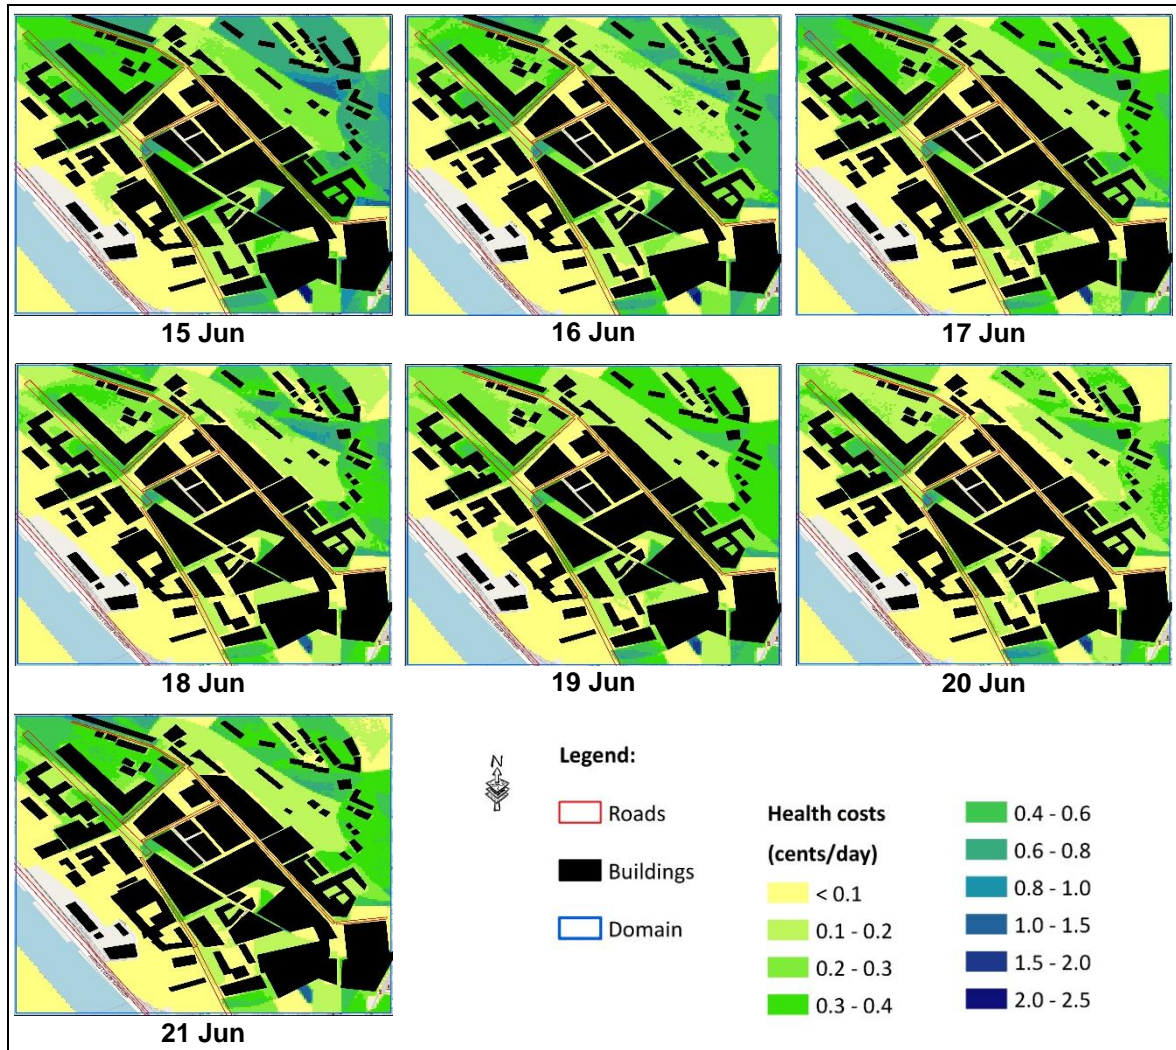 15 Jun
16 Jun
17 Jun
18 Jun
19 Jun
20 Jun
21 Jun
N
Legend:
Roads
Buildings
Domain
Health costs
(cents/day)
< 0.1
0.1 - 0.2
0.2 - 0.3
0.3 - 0.4
0.4 - 0.6
0.6 - 0.8
0.8 - 1.0
1.0 - 1.5
1.5 - 2.0
2.0 - 2.5